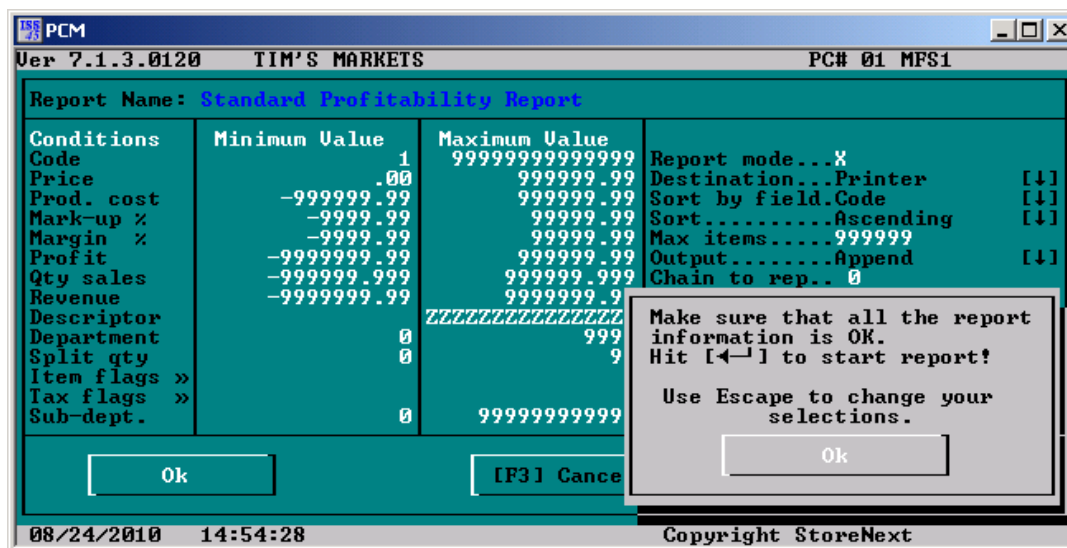 ISS 45 PCM
Ver 7.1.3.0120 TIM'S MARKETS PC# 01 MFS1
Report Name: Standard Profitability Report
Conditions Minimum Value Maximum Value
Code 1 99999999999999 Report mode...X
Price .00 999999.99 Destination...Printer [↓]
Prod. cost -999999.99 999999.99 Sort by field.Code [↓]
Mark-up % -9999.99 99999.99 Sort..........Ascending [↓]
Margin % -9999.99 99999.99 Max items.....999999
Profit -9999999.99 999999.99 Output........Append [↓]
Qty sales -999999.999 999999.999 Chain to rep.. 0
Revenue -9999999.99 9999999.9
Descriptor ZZZZZZZZZZZZZZZ
Department 0 999
Split qty 0 9
Item flags »
Tax flags »
Sub-dept. 0 99999999999
Make sure that all the report
information is OK.
Hit [◄─┘] to start report!
Use Escape to change your
selections.
Ok
Ok [F3] Cance
08/24/2010 14:54:28 Copyright StoreNext